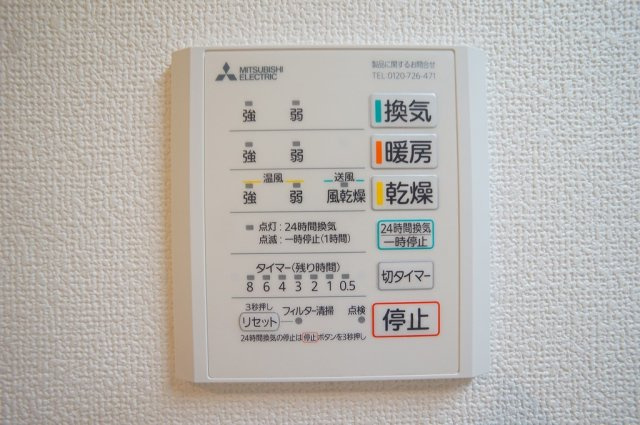 MITSUBISHI ELECTRIC
製品に関するお問合せ
TEL:0120-726-471
強 弱 換気
強 弱 暖房
温風 送風
強 弱 風乾燥 乾燥
点灯：24時間換気
点滅：一時停止(1時間)
24時間換気
一時停止
タイマー(残り時間)
8 6 4 3 2 1 0.5
切タイマー
3秒押し
リセット フィルター清掃 点検
停止
24時間換気の停止は停止ボタンを3秒押し